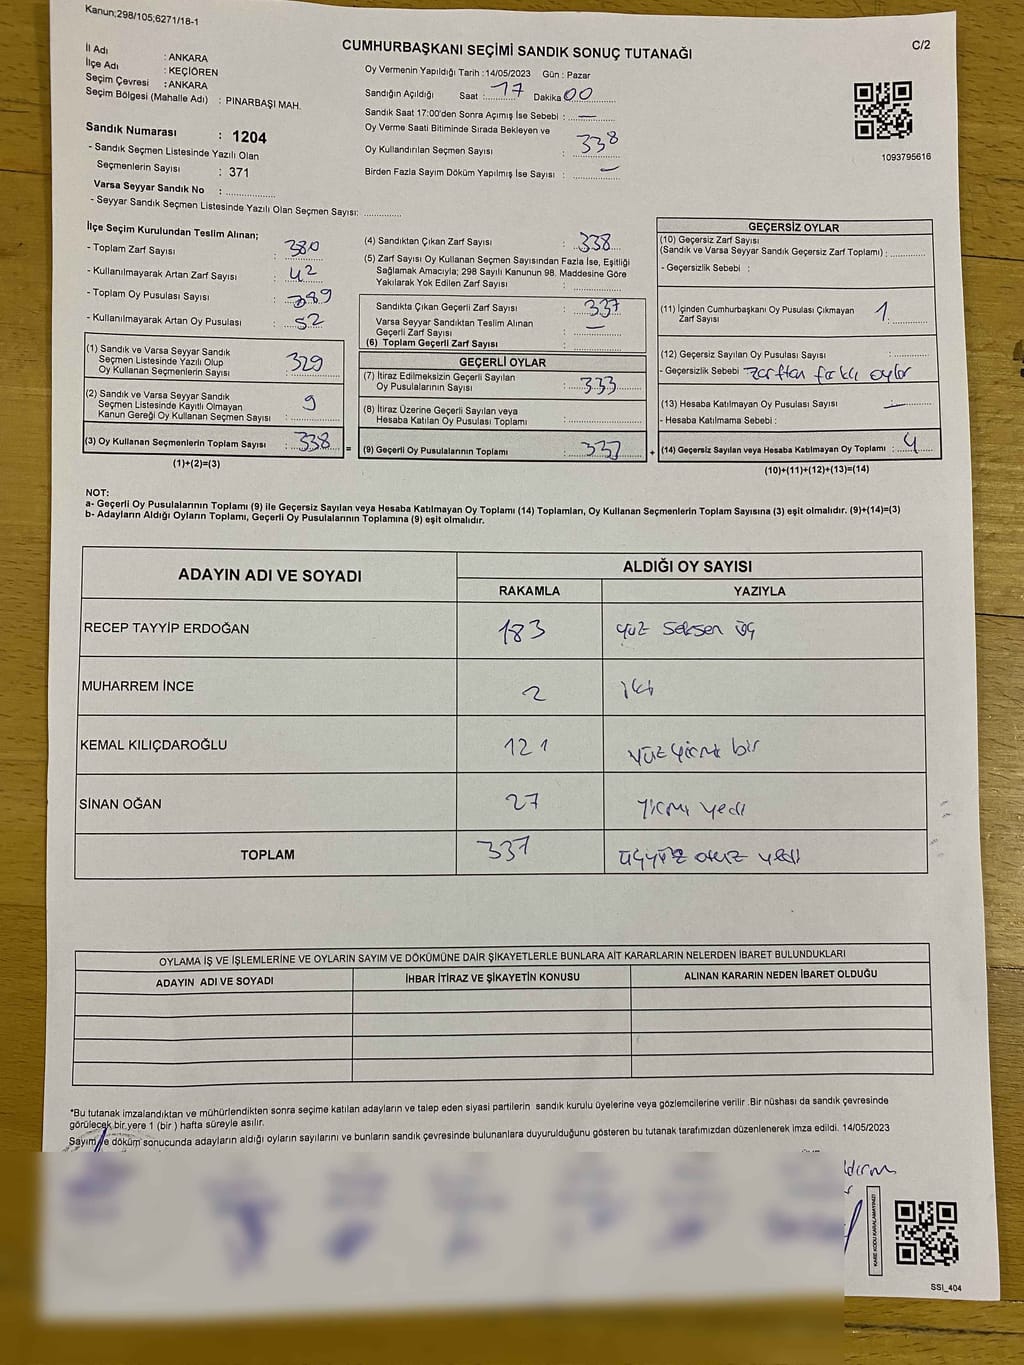 Kanun;298/105;6271/18-1
C/2
CUMHURBAŞKANI SEÇİMİ SANDIK SONUÇ TUTANAĞI
İl Adı : ANKARA
İlçe Adı : KEÇİÖREN
Seçim Çevresi : ANKARA
Seçim Bölgesi (Mahalle Adı) : PINARBAŞI MAH.
Sandık Numarası : 1204
- Sandık Seçmen Listesinde Yazılı Olan
Seçmenlerin Sayısı : 371
Varsa Seyyar Sandık No : ..............
- Seyyar Sandık Seçmen Listesinde Yazılı Olan Seçmen Sayısı: ............
Oy Vermenin Yapıldığı Tarih :14/05/2023 Gün : Pazar
Sandığın Açıldığı Saat : 17 Dakika 00
Sandık Saat 17:00'den Sonra Açımış İse Sebebi : —
Oy Verme Saati Bitiminde Sırada Bekleyen ve
Oy Kullandırılan Seçmen Sayısı : 338
Birden Fazla Sayım Döküm Yapılmış İse Sayısı : —
1093795616
İlçe Seçim Kurulundan Teslim Alınan;
- Toplam Zarf Sayısı : 380
- Kullanılmayarak Artan Zarf Sayısı : 42
- Toplam Oy Pusulası Sayısı : 389
- Kullanılmayarak Artan Oy Pusulası : 52
(1) Sandık ve Varsa Seyyar Sandık
Seçmen Listesinde Yazılı Olup
Oy Kullanan Seçmenlerin Sayısı : 329
(2) Sandık ve Varsa Seyyar Sandık
Seçmen Listesinde Kayıtlı Olmayan
Kanun Gereği Oy Kullanan Seçmen Sayısı : 9
(3) Oy Kullanan Seçmenlerin Toplam Sayısı : 338 =
(1)+(2)=(3)
(4) Sandıktan Çıkan Zarf Sayısı : 338
(5) Zarf Sayısı Oy Kullanan Seçmen Sayısından Fazla İse, Eşitliği
Sağlamak Amacıyla; 298 Sayılı Kanunun 98. Maddesine Göre
Yakılarak Yok Edilen Zarf Sayısı :
Sandıkta Çıkan Geçerli Zarf Sayısı : 337
Varsa Seyyar Sandıktan Teslim Alınan
Geçerli Zarf Sayısı : —
(6) Toplam Geçerli Zarf Sayısı :
GEÇERLİ OYLAR
(7) İtiraz Edilmeksizin Geçerli Sayılan
Oy Pusulalarının Sayısı : 333
(8) İtiraz Üzerine Geçerli Sayılan veya
Hesaba Katılan Oy Pusulası Toplamı :
(9) Geçerli Oy Pusulalarının Toplamı : 337 +
GEÇERSİZ OYLAR
(10) Geçersiz Zarf Sayısı
(Sandık ve Varsa Seyyar Sandık Geçersiz Zarf Toplamı) :
- Geçersizlik Sebebi :
(11) İçinden Cumhurbaşkanı Oy Pusulası Çıkmayan
Zarf Sayısı : 1
(12) Geçersiz Sayılan Oy Pusulası Sayısı :
- Geçersizlik Sebebi zarftan farklı oylar
(13) Hesaba Katılmayan Oy Pusulası Sayısı : —
- Hesaba Katılmama Sebebi :
(14) Geçersiz Sayılan veya Hesaba Katılmayan Oy Toplamı : 4
(10)+(11)+(12)+(13)=(14)
NOT:
a- Geçerli Oy Pusulalarının Toplamı (9) ile Geçersiz Sayılan veya Hesaba Katılmayan Oy Toplamı (14) Toplamları, Oy Kullanan Seçmenlerin Toplam Sayısına (3) eşit olmalıdır. (9)+(14)=(3)
b- Adayların Aldığı Oyların Toplamı, Geçerli Oy Pusulalarının Toplamına (9) eşit olmalıdır.
ADAYIN ADI VE SOYADI
ALDIĞI OY SAYISI
RAKAMLA YAZIYLA
RECEP TAYYİP ERDOĞAN 183 yüz seksen üç
MUHARREM İNCE 2 iki
KEMAL KILIÇDAROĞLU 121 yüz yirmi bir
SİNAN OĞAN 27 yirmi yedi
TOPLAM 337 üçyüz otuz yedi
OYLAMA İŞ VE İŞLEMLERİNE VE OYLARIN SAYIM VE DÖKÜMÜNE DAİR ŞİKAYETLERLE BUNLARA AİT KARARLARIN NELERDEN İBARET BULUNDUKLARI
ADAYIN ADI VE SOYADI İHBAR İTİRAZ VE ŞİKAYETİN KONUSU ALINAN KARARIN NEDEN İBARET OLDUĞU
*Bu tutanak imzalandıktan ve mühürlendikten sonra seçime katılan adayların ve talep eden siyasi partilerin sandık kurulu üyelerine veya gözlemcilerine verilir .Bir nüshası da sandık çevresinde
görülecek bir yere 1 (bir ) hafta süreyle asılır.
Sayım ve döküm sonucunda adayların aldığı oyların sayılarını ve bunların sandık çevresinde bulunanlara duyurulduğunu gösteren bu tutanak tarafımızdan düzenlenerek imza edildi. 14/05/2023
KARE KODU KARALAMAYINIZ!
SSI_404